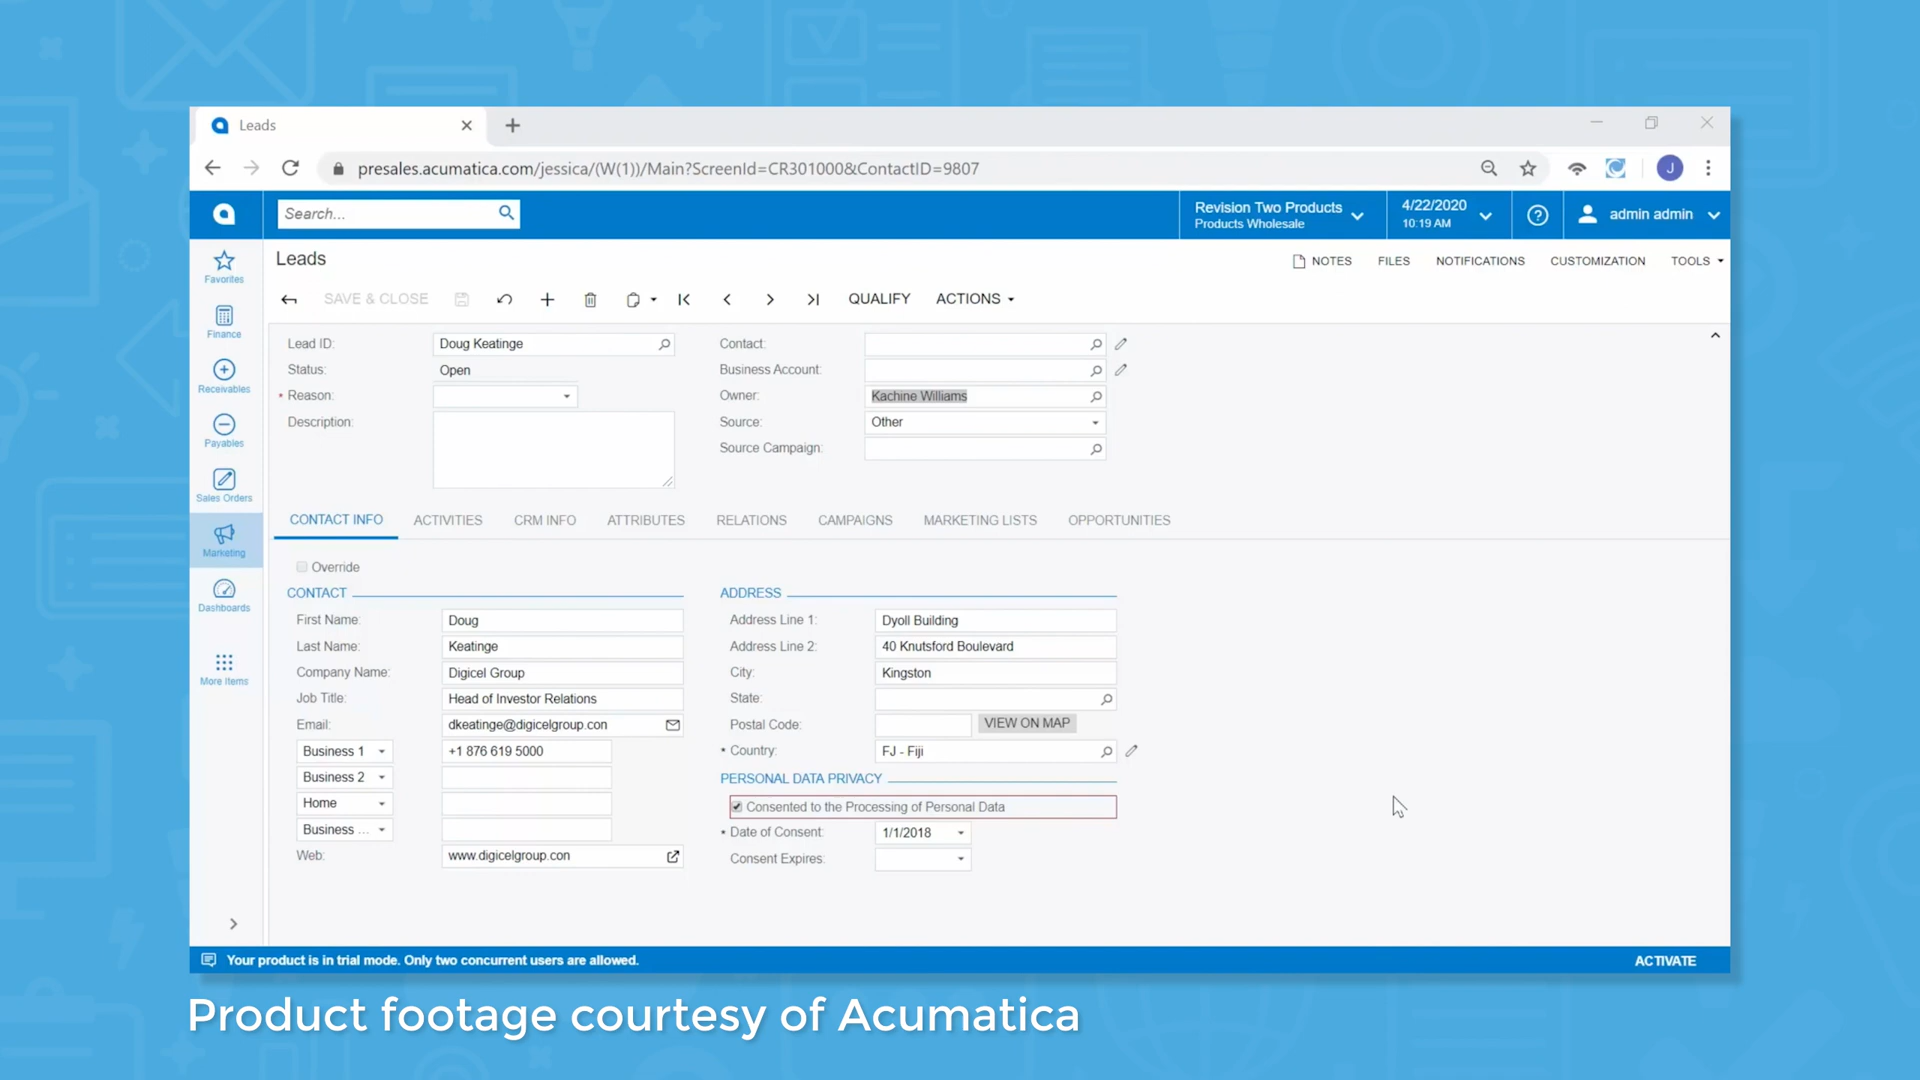 Leads
presales.acumatica.com/jessica/(W(1))/Main?ScreenId=CR301000&ContactID=9807
J
Search...
Revision Two Products
Products Wholesale
4/22/2020
10:19 AM
admin admin
Favorites
Finance
Receivables
Payables
Sales Orders
Marketing
Dashboards
More Items
Leads
NOTES FILES NOTIFICATIONS CUSTOMIZATION TOOLS
SAVE & CLOSE QUALIFY ACTIONS
Lead ID: Doug Keatinge
Status: Open
* Reason:
Description:
Contact:
Business Account:
Owner: Kachine Williams
Source: Other
Source Campaign:
CONTACT INFO ACTIVITIES CRM INFO ATTRIBUTES RELATIONS CAMPAIGNS MARKETING LISTS OPPORTUNITIES
Override
CONTACT
First Name: Doug
Last Name: Keatinge
Company Name: Digicel Group
Job Title: Head of Investor Relations
Email: dkeatinge@digicelgroup.con
Business 1 +1 876 619 5000
Business 2
Home
Business ...
Web: www.digicelgroup.con
ADDRESS
Address Line 1: Dyoll Building
Address Line 2: 40 Knutsford Boulevard
City: Kingston
State:
Postal Code: VIEW ON MAP
* Country: FJ - Fiji
PERSONAL DATA PRIVACY
Consented to the Processing of Personal Data
* Date of Consent: 1/1/2018
Consent Expires:
Your product is in trial mode. Only two concurrent users are allowed. ACTIVATE
Product footage courtesy of Acumatica